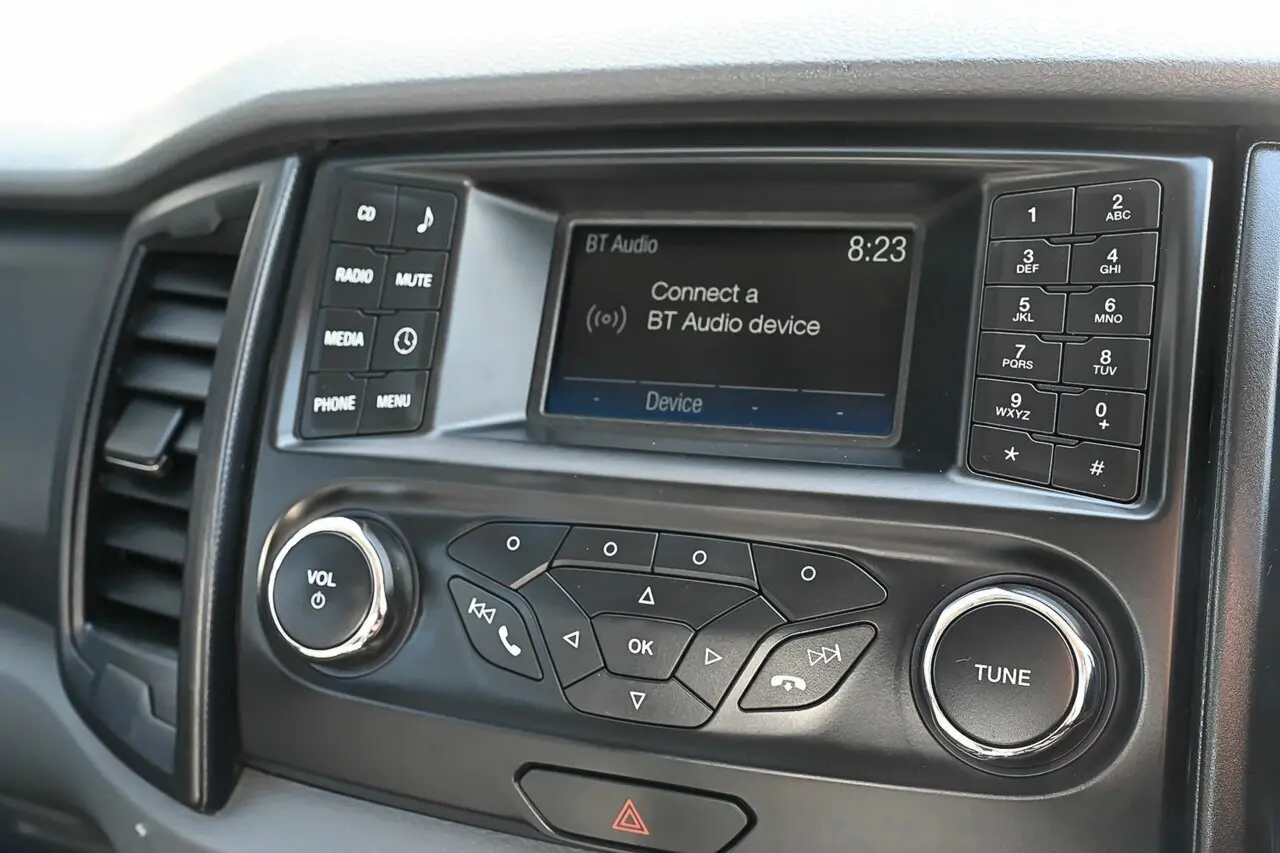 CD
RADIO
MUTE
MEDIA
PHONE
MENU
BT Audio
8:23
Connect a
BT Audio device
- Device - -
1
2
ABC
3
DEF
4
GHI
5
JKL
6
MNO
7
PQRS
8
TUV
9
WXYZ
0
+
*
#
VOL
OK
TUNE